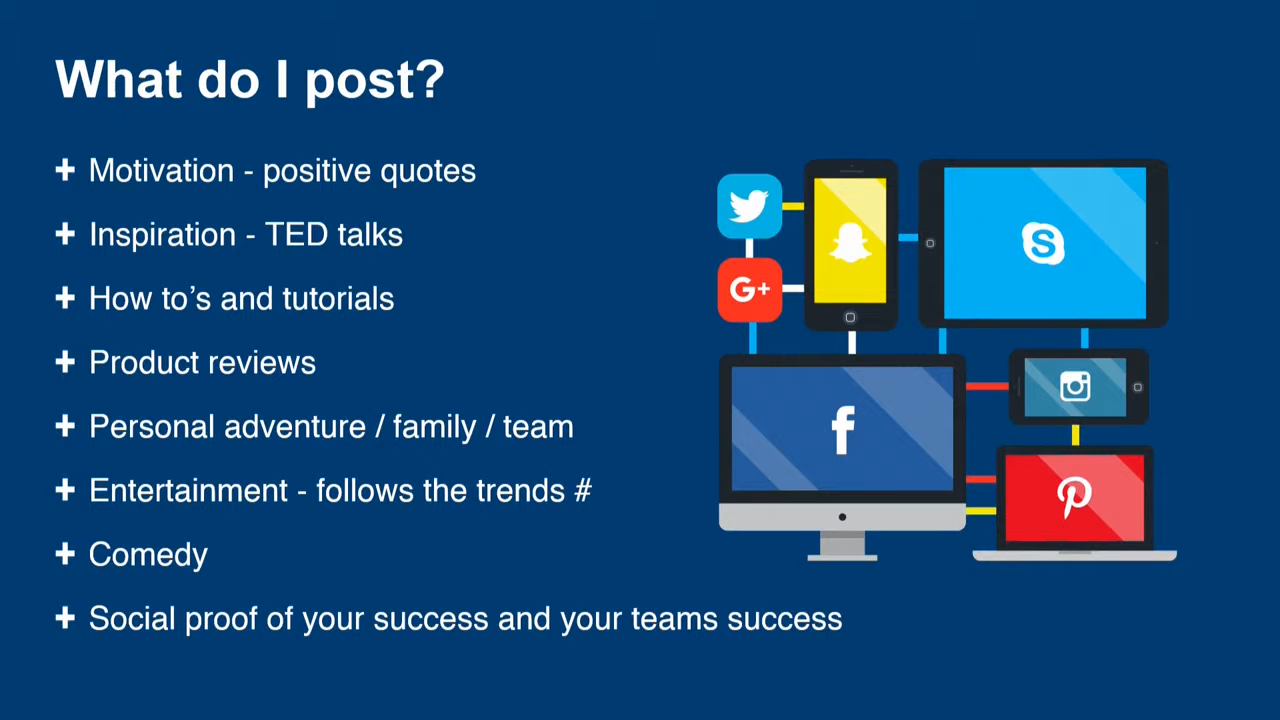 What do I post?
+ Motivation - positive quotes
+ Inspiration - TED talks
+ How to’s and tutorials
+ Product reviews
+ Personal adventure / family / team
+ Entertainment - follows the trends #
+ Comedy
+ Social proof of your success and your teams success
G+
S
f